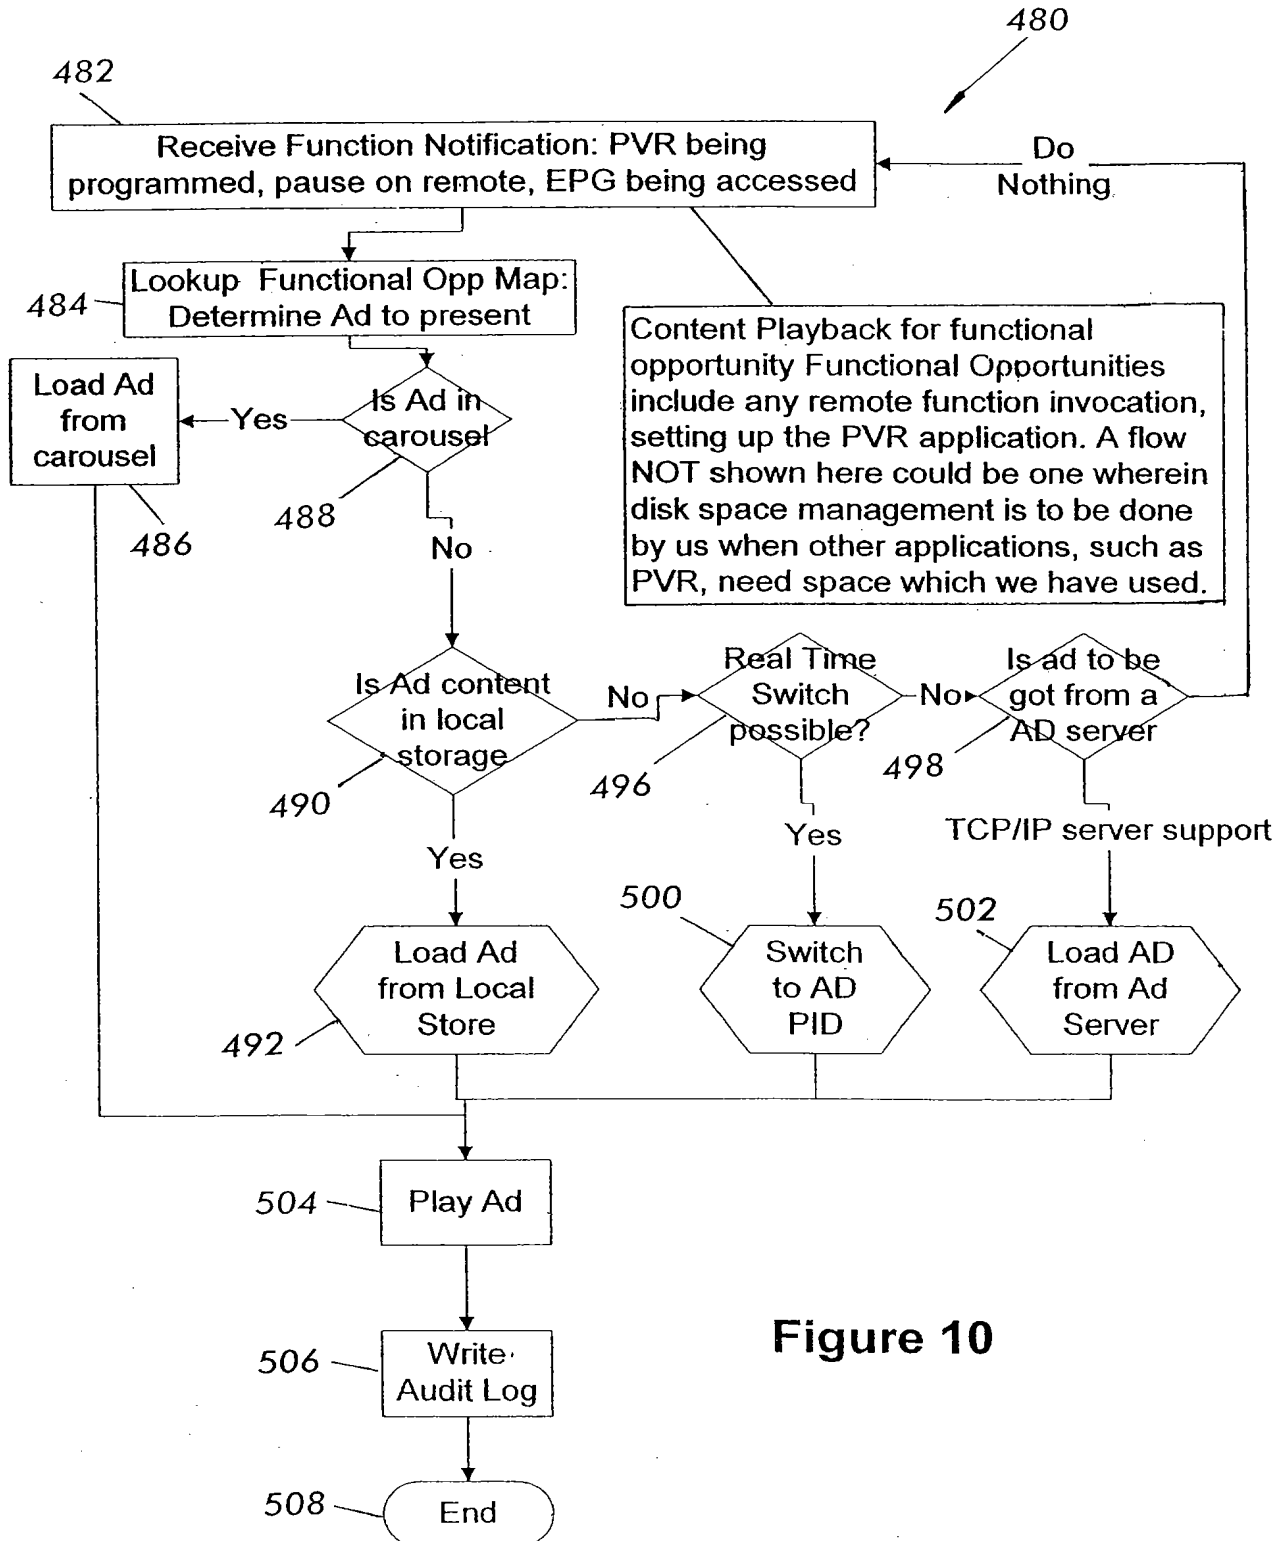 480
482
Receive Function Notification: PVR being
programmed, pause on remote, EPG being accessed
Do
Nothing
Lookup Functional Opp Map:
Determine Ad to present
484
Content Playback for functional
opportunity Functional Opportunities
include any remote function invocation,
setting up the PVR application. A flow
NOT shown here could be one wherein
disk space management is to be done
by us when other applications, such as
PVR, need space which we have used.
Load Ad
from
carousel
486
Yes
Is Ad in
carousel
488
No
Is Ad content
in local
storage
490
No
Real Time
Switch
possible?
496
No
Is ad to be
got from a
AD server
498
Yes
Yes
TCP/IP server support
Load Ad
from Local
Store
492
500
Switch
to AD
PID
502
Load AD
from Ad
Server
504
Play Ad
506
Write
Audit Log
508
End
Figure 10